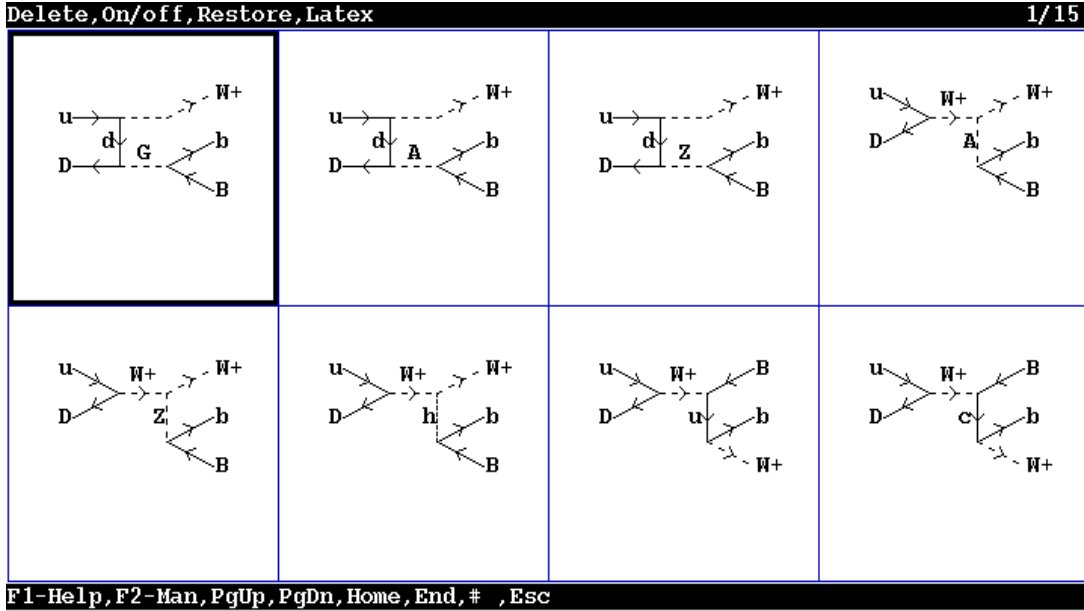 Delete,On/off,Restore,Latex 1/15
u d D G W+ b B
u d D A W+ b B
u d D Z W+ b B
u D W+ A W+ b B
u D W+ Z W+ b B
u D W+ h W+ b B
u D W+ u B b W+
u D W+ c B b W+
F1-Help,F2-Man,PgUp,PgDn,Home,End,# ,Esc